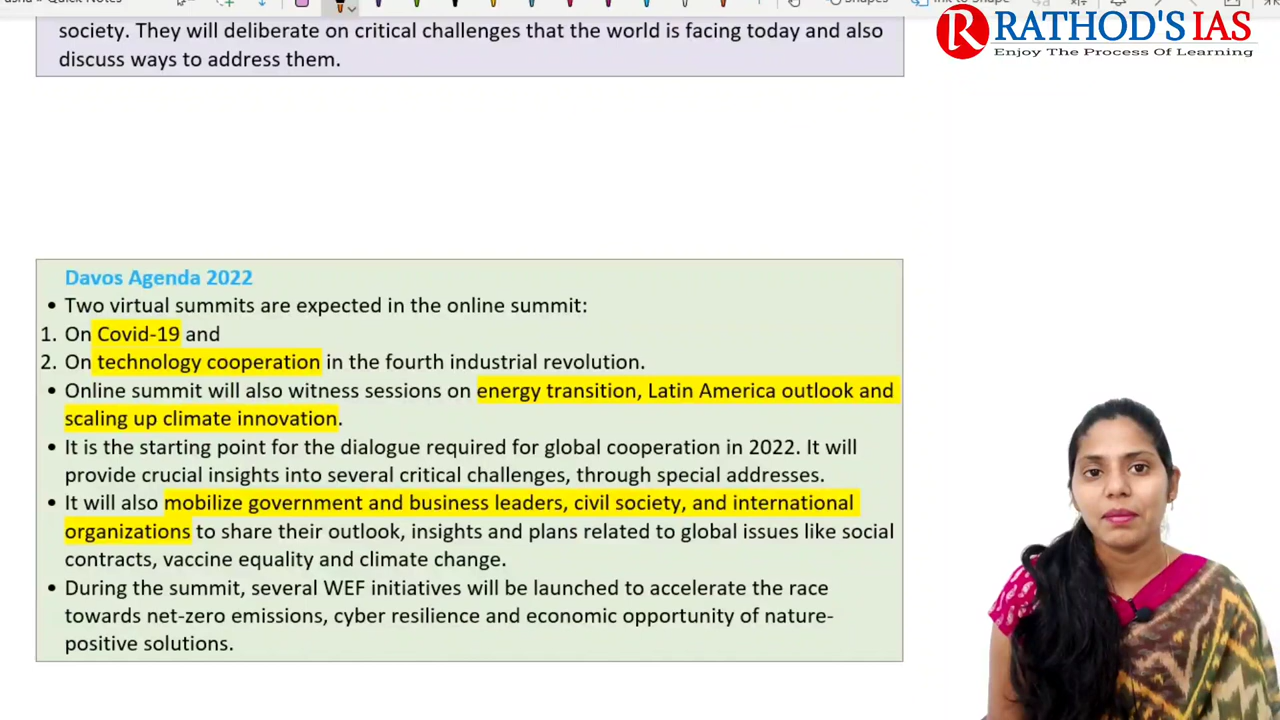 usha » Quick Notes
Shapes
Ink to Shape
RATHOD'S IAS
Enjoy The Process Of Learning
society. They will deliberate on critical challenges that the world is facing today and also
discuss ways to address them.
Davos Agenda 2022
• Two virtual summits are expected in the online summit:
1. On Covid-19 and
2. On technology cooperation in the fourth industrial revolution.
• Online summit will also witness sessions on energy transition, Latin America outlook and
scaling up climate innovation.
• It is the starting point for the dialogue required for global cooperation in 2022. It will
provide crucial insights into several critical challenges, through special addresses.
• It will also mobilize government and business leaders, civil society, and international
organizations to share their outlook, insights and plans related to global issues like social
contracts, vaccine equality and climate change.
• During the summit, several WEF initiatives will be launched to accelerate the race
towards net-zero emissions, cyber resilience and economic opportunity of nature-
positive solutions.